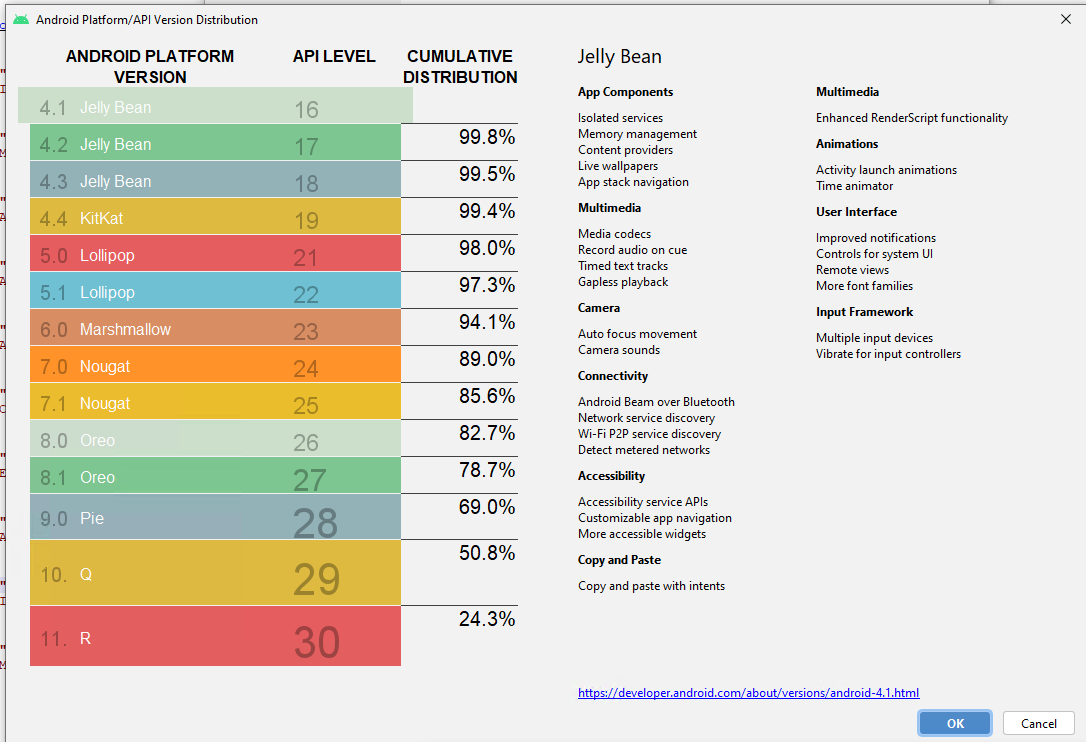 Android Platform/API Version Distribution
ANDROID PLATFORM VERSION API LEVEL CUMULATIVE DISTRIBUTION
4.1 Jelly Bean 16
99.8%
4.2 Jelly Bean 17
99.5%
4.3 Jelly Bean 18
99.4%
4.4 KitKat 19
98.0%
5.0 Lollipop 21
97.3%
5.1 Lollipop 22
94.1%
6.0 Marshmallow 23
89.0%
7.0 Nougat 24
85.6%
7.1 Nougat 25
82.7%
8.0 Oreo 26
78.7%
8.1 Oreo 27
69.0%
9.0 Pie 28
50.8%
10. Q 29
24.3%
11. R 30
Jelly Bean
App Components
Isolated services
Memory management
Content providers
Live wallpapers
App stack navigation
Multimedia
Media codecs
Record audio on cue
Timed text tracks
Gapless playback
Camera
Auto focus movement
Camera sounds
Connectivity
Android Beam over Bluetooth
Network service discovery
Wi-Fi P2P service discovery
Detect metered networks
Accessibility
Accessibility service APIs
Customizable app navigation
More accessible widgets
Copy and Paste
Copy and paste with intents
Multimedia
Enhanced RenderScript functionality
Animations
Activity launch animations
Time animator
User Interface
Improved notifications
Controls for system UI
Remote views
More font families
Input Framework
Multiple input devices
Vibrate for input controllers
https://developer.android.com/about/versions/android-4.1.html
OK
Cancel